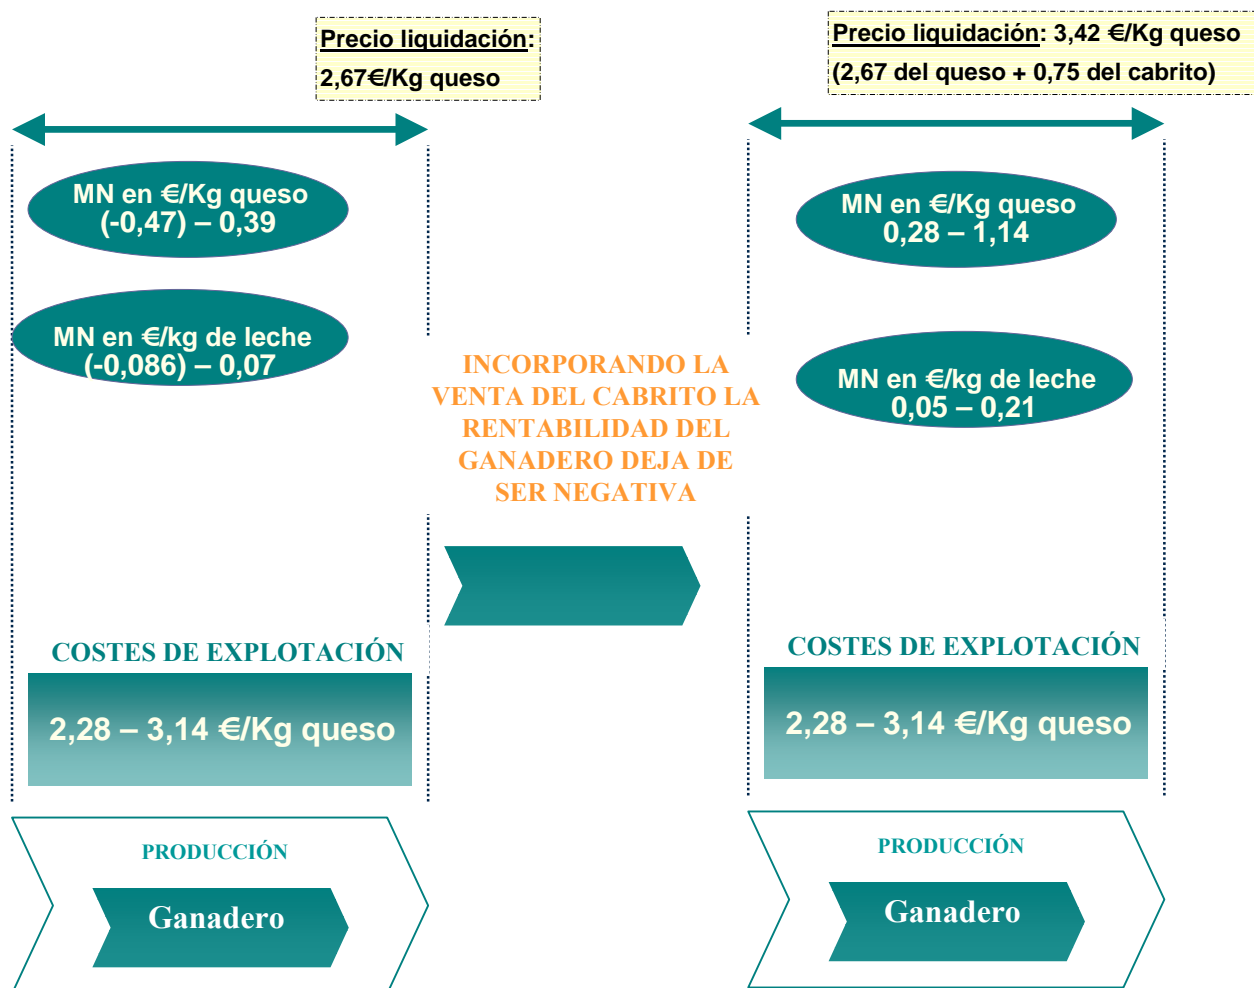 Precio liquidación:
2,67€/Kg queso
MN en €/Kg queso
(-0,47) – 0,39
MN en €/kg de leche
(-0,086) – 0,07
COSTES DE EXPLOTACIÓN
2,28 – 3,14 €/Kg queso
PRODUCCIÓN
Ganadero
INCORPORANDO LA
VENTA DEL CABRITO LA
RENTABILIDAD DEL
GANADERO DEJA DE
SER NEGATIVA
Precio liquidación: 3,42 €/Kg queso
(2,67 del queso + 0,75 del cabrito)
MN en €/Kg queso
0,28 – 1,14
MN en €/kg de leche
0,05 – 0,21
COSTES DE EXPLOTACIÓN
2,28 – 3,14 €/Kg queso
PRODUCCIÓN
Ganadero